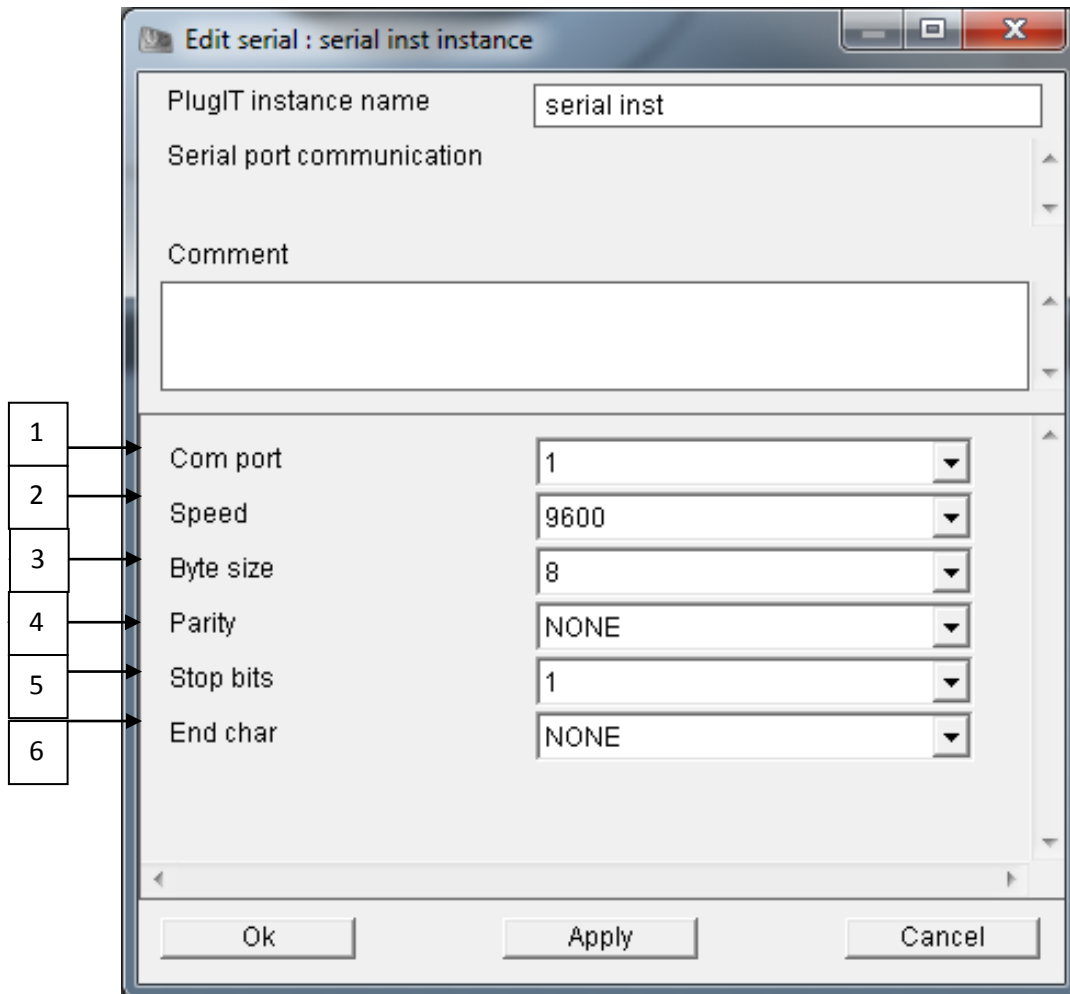 Edit serial : serial inst instance
PlugIT instance name serial inst
Serial port communication
Comment
1 Com port 1
2 Speed 9600
3 Byte size 8
4 Parity NONE
5 Stop bits 1
6 End char NONE
Ok Apply Cancel